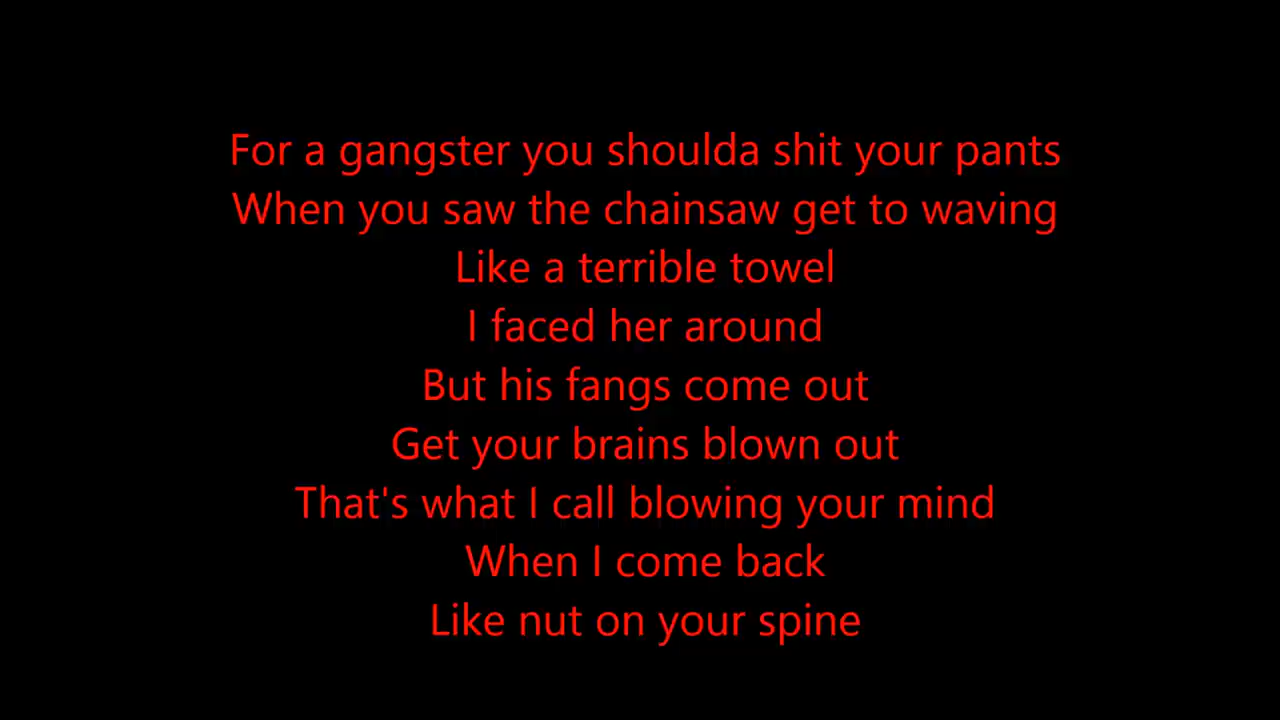 For a gangster you shoulda shit your pants
When you saw the chainsaw get to waving
Like a terrible towel
I faced her around
But his fangs come out
Get your brains blown out
That's what I call blowing your mind
When I come back
Like nut on your spine